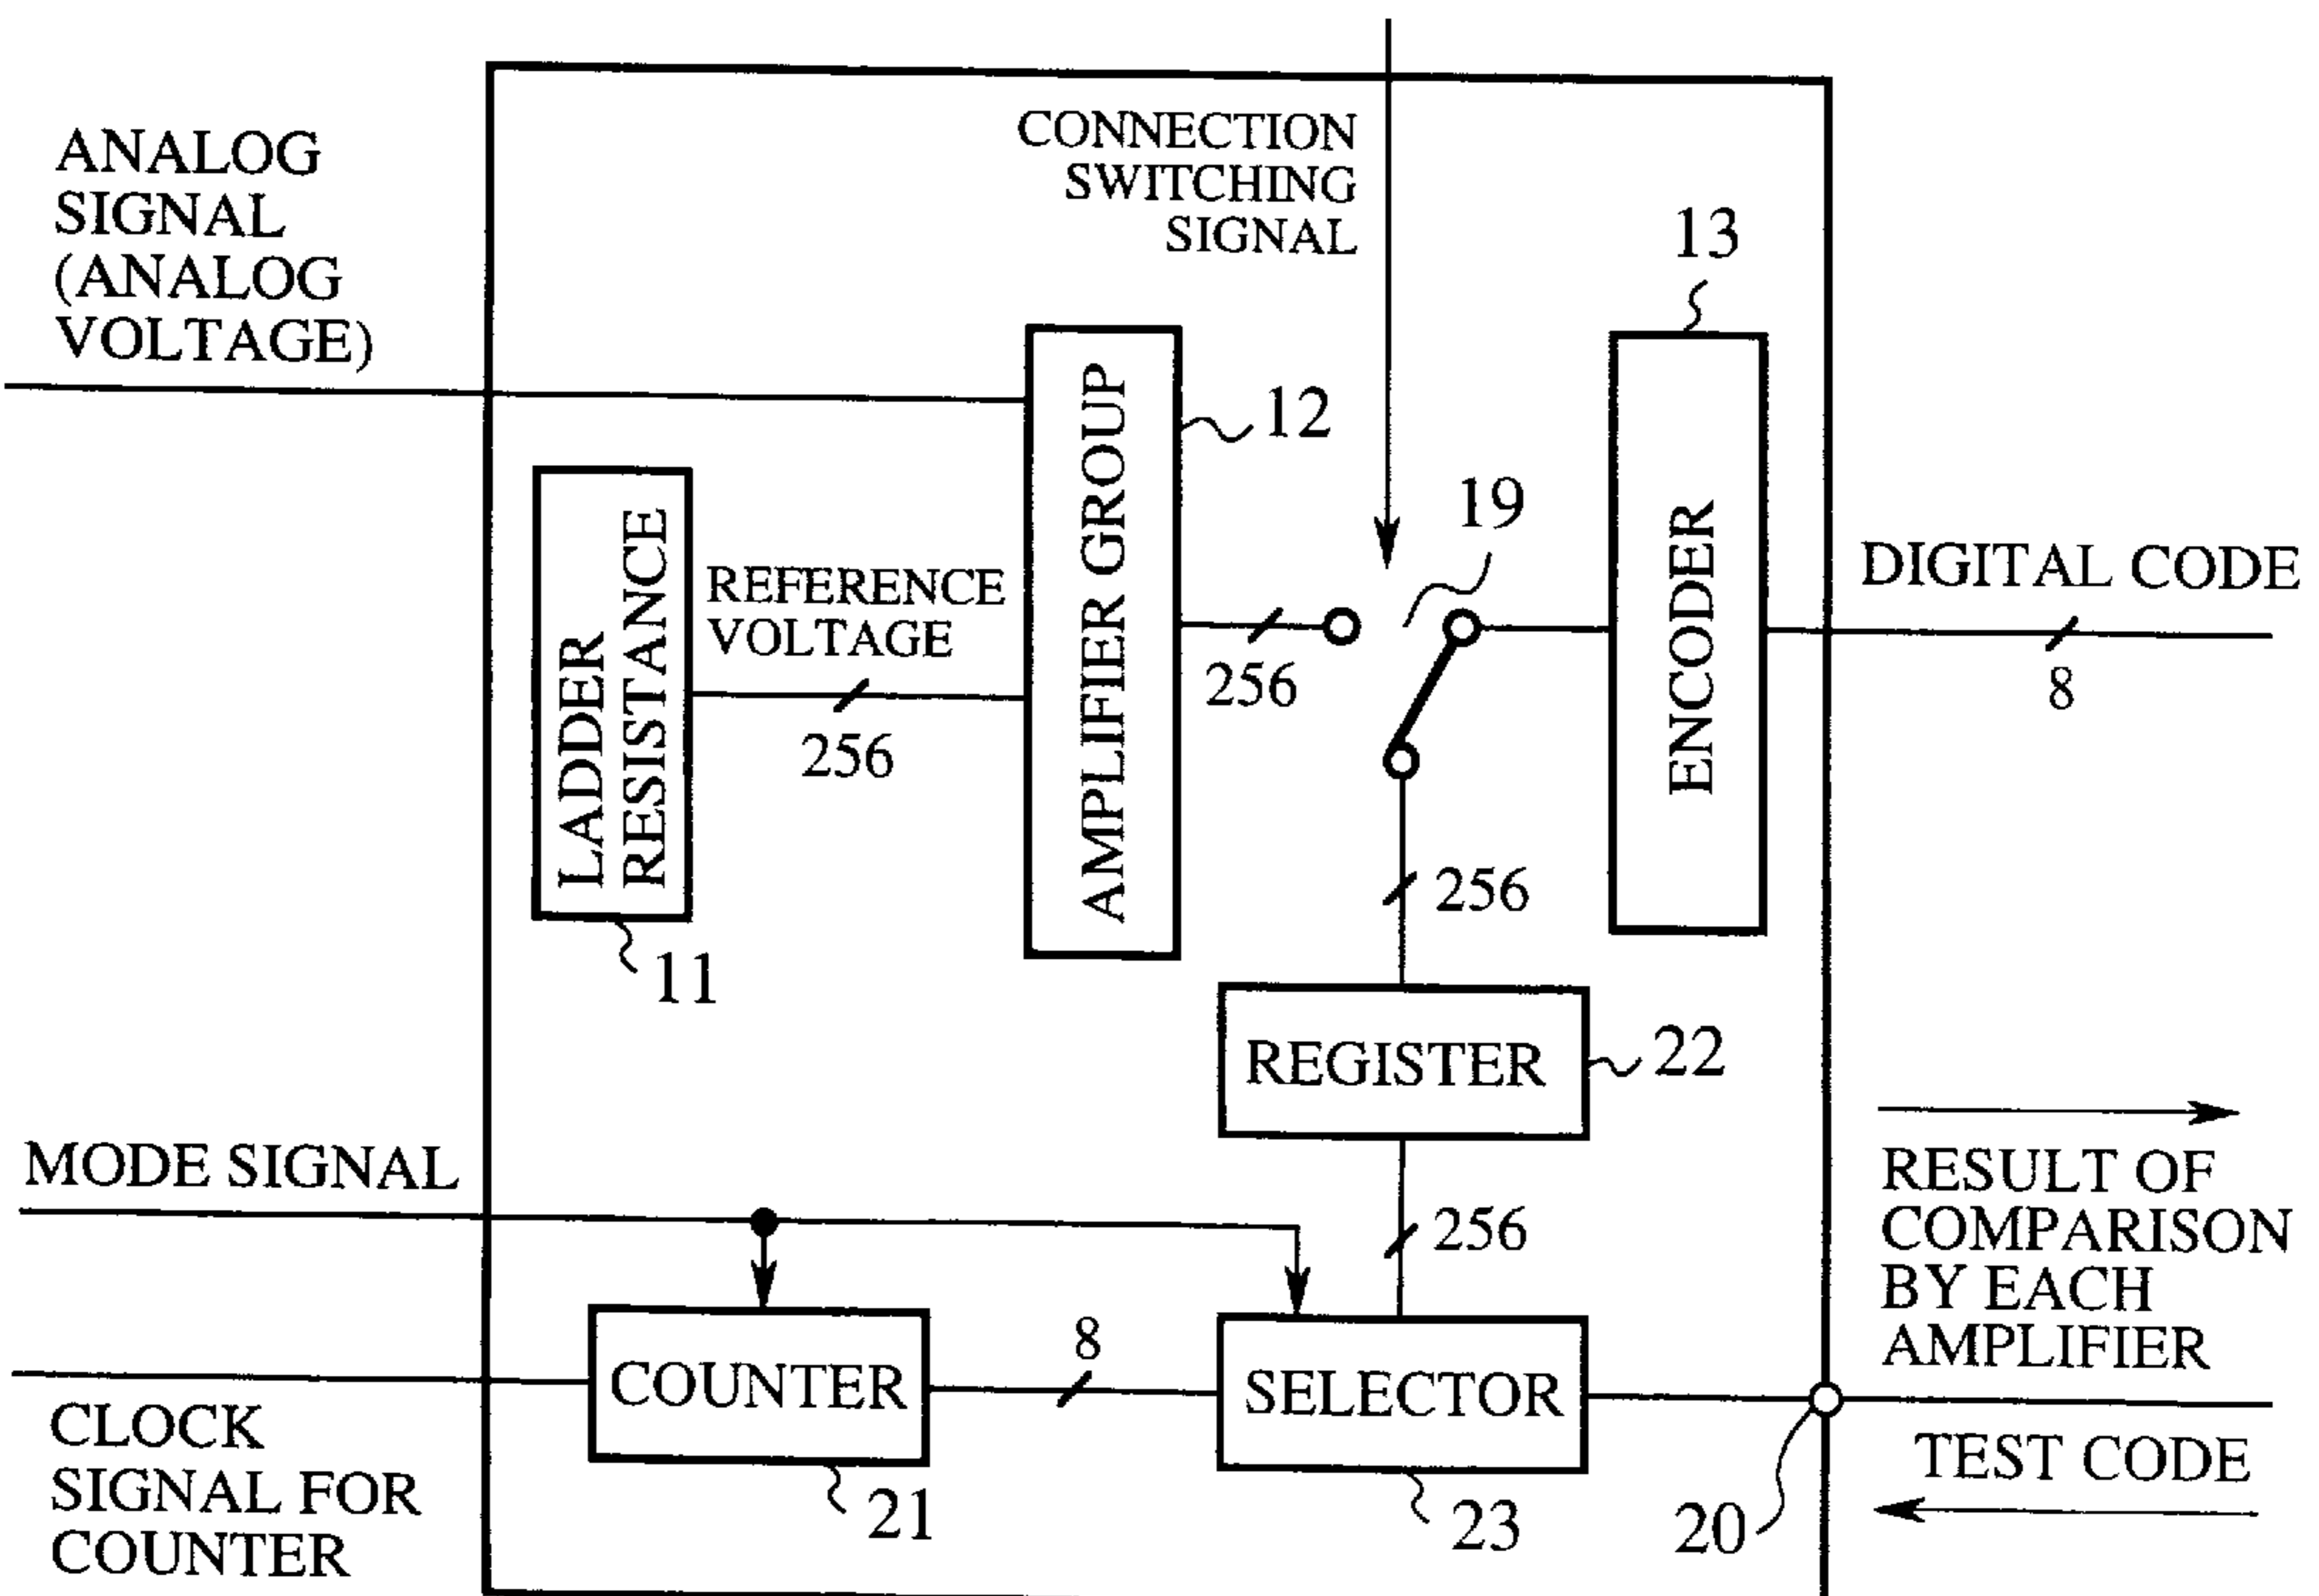 CONNECTION
SWITCHING
SIGNAL
ANALOG
SIGNAL
(ANALOG
VOLTAGE)
13
12
19
LADDER
RESISTANCE
REFERENCE
VOLTAGE
256
AMPLIFIER GROUP
256
ENCODER
DIGITAL CODE
8
11
256
REGISTER
22
MODE SIGNAL
256
RESULT OF
COMPARISON
BY EACH
AMPLIFIER
COUNTER
8
SELECTOR
CLOCK
SIGNAL FOR
COUNTER
21
23
20
TEST CODE